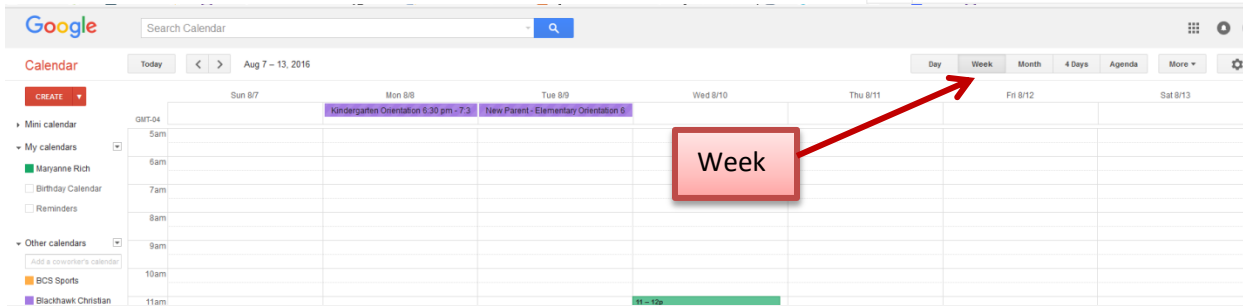 Google
Search Calendar
Calendar
Today
Aug 7 – 13, 2016
Day
Week
Month
4 Days
Agenda
More
CREATE
Sun 8/7
Mon 8/8
Tue 8/9
Wed 8/10
Thu 8/11
Fri 8/12
Sat 8/13
Kindergarten Orientation 6:30 pm - 7:3
New Parent - Elementary Orientation 6:
GMT-04
Mini calendar
My calendars
Maryanne Rich
Birthday Calendar
Reminders
Other calendars
Add a coworker's calendar
BCS Sports
Blackhawk Christian
5am
6am
7am
8am
9am
10am
11am
11 – 12p
Week